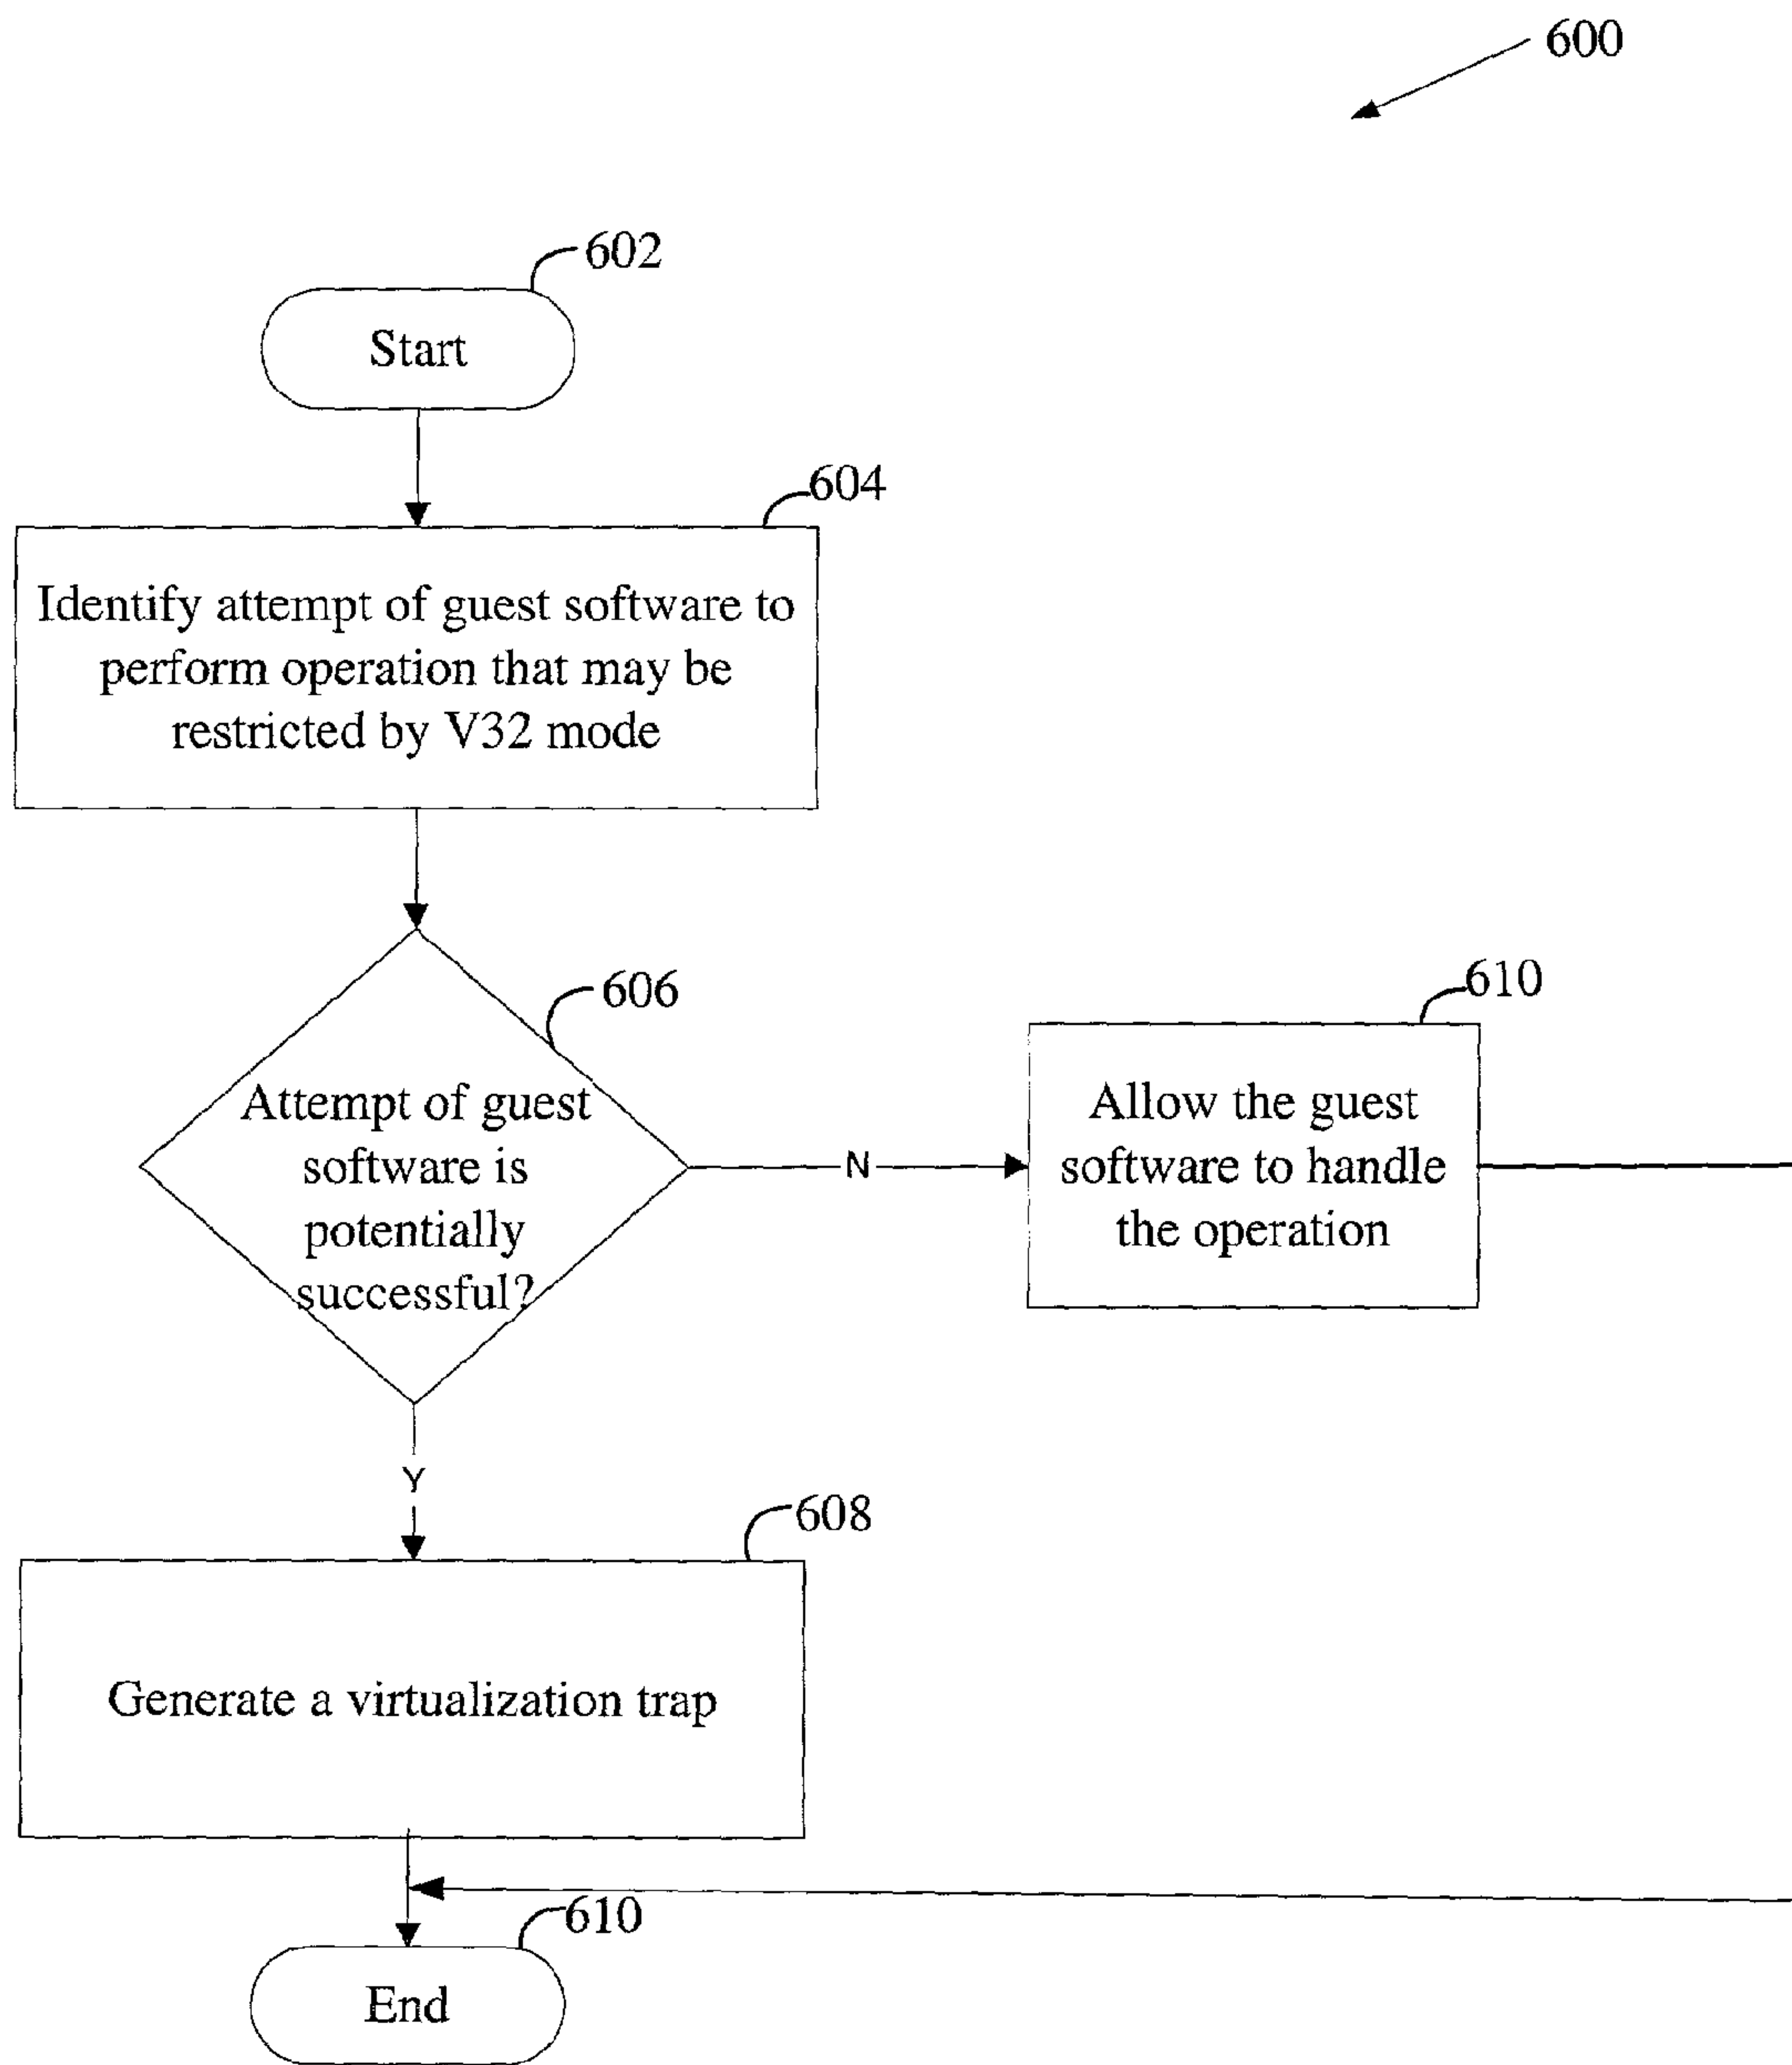 600
602
Start
604
Identify attempt of guest software to
perform operation that may be
restricted by V32 mode
606
Attempt of guest
software is
potentially
successful?
N
610
Allow the guest
software to handle
the operation
Y
608
Generate a virtualization trap
610
End